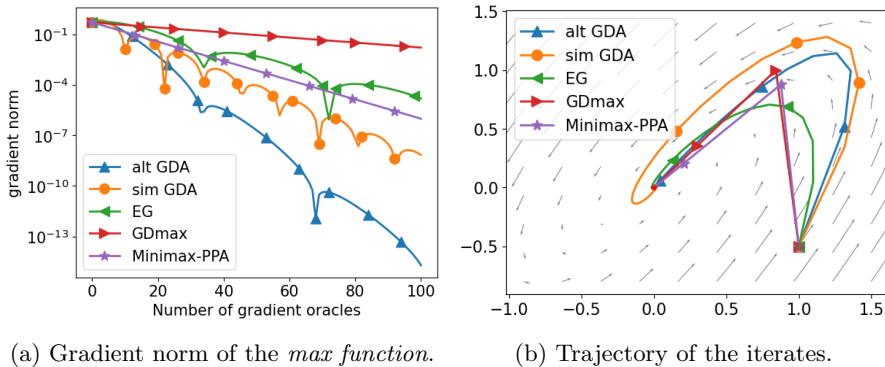 (a)
10⁻¹
10⁻⁴
10⁻⁷
10⁻¹⁰
10⁻¹³
gradient norm
alt GDA
sim GDA
EG
GDmax
Minimax-PPA
0 20 40 60 80 100
Number of gradient oracles
(a) Gradient norm of the max function.
(b)
1.5
1.0
0.5
0.0
−0.5
alt GDA
sim GDA
EG
GDmax
Minimax-PPA
−1.0 −0.5 0.0 0.5 1.0 1.5
(b) Trajectory of the iterates.